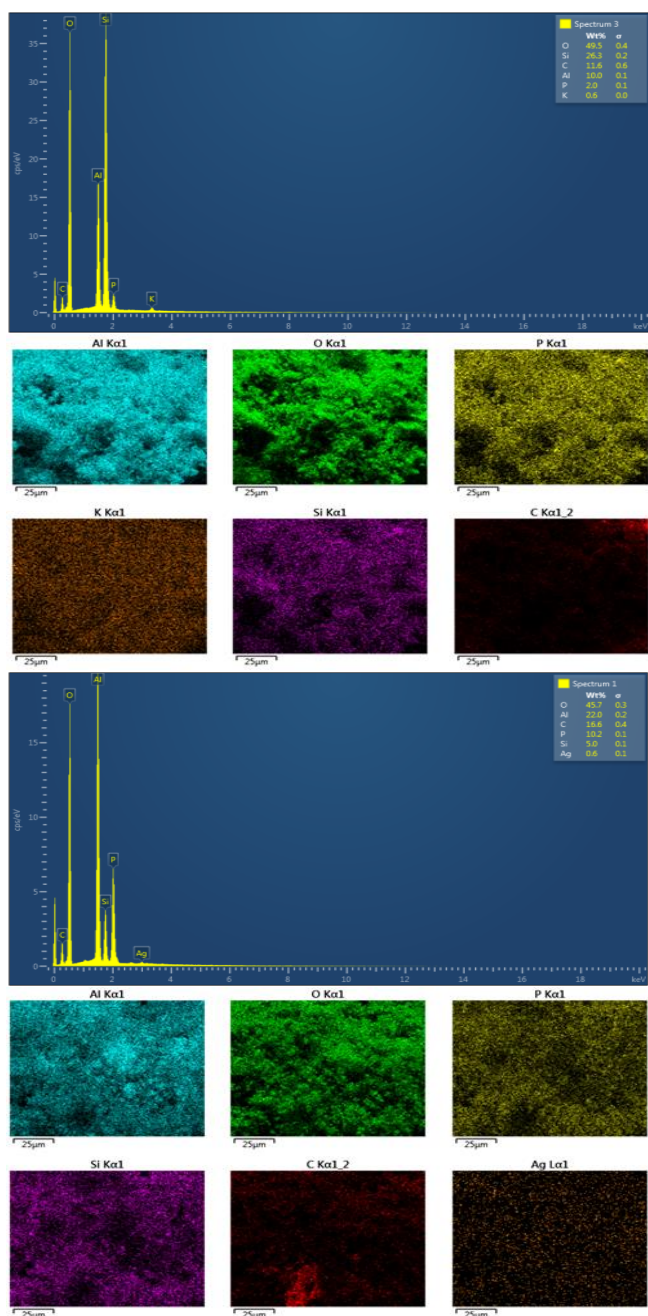 Spectrum 3
Wt% σ
O 49.5 0.4
Si 26.3 0.2
C 11.6 0.6
Al 10.0 0.1
P 2.0 0.1
K 0.6 0.0
cps/eV
35
30
25
20
15
10
5
0
O
Si
Al
C
P
K
0 2 4 6 8 10 12 14 16 18 20 keV
Al Kα1 O Kα1 P Kα1
25µm 25µm 25µm
K Kα1 Si Kα1 C Kα1_2
25µm 25µm 25µm
Spectrum 1
Wt% σ
O 45.7 0.3
Al 22.0 0.2
C 16.6 0.4
P 10.2 0.1
Si 5.0 0.1
Ag 0.6 0.1
cps/eV
15
10
5
0
O
Al
P
Si
C
Ag
0 2 4 6 8 10 12 14 16 18 keV
Al Kα1 O Kα1 P Kα1
25µm 25µm 25µm
Si Kα1 C Kα1_2 Ag Lα1
25µm 25µm 25µm